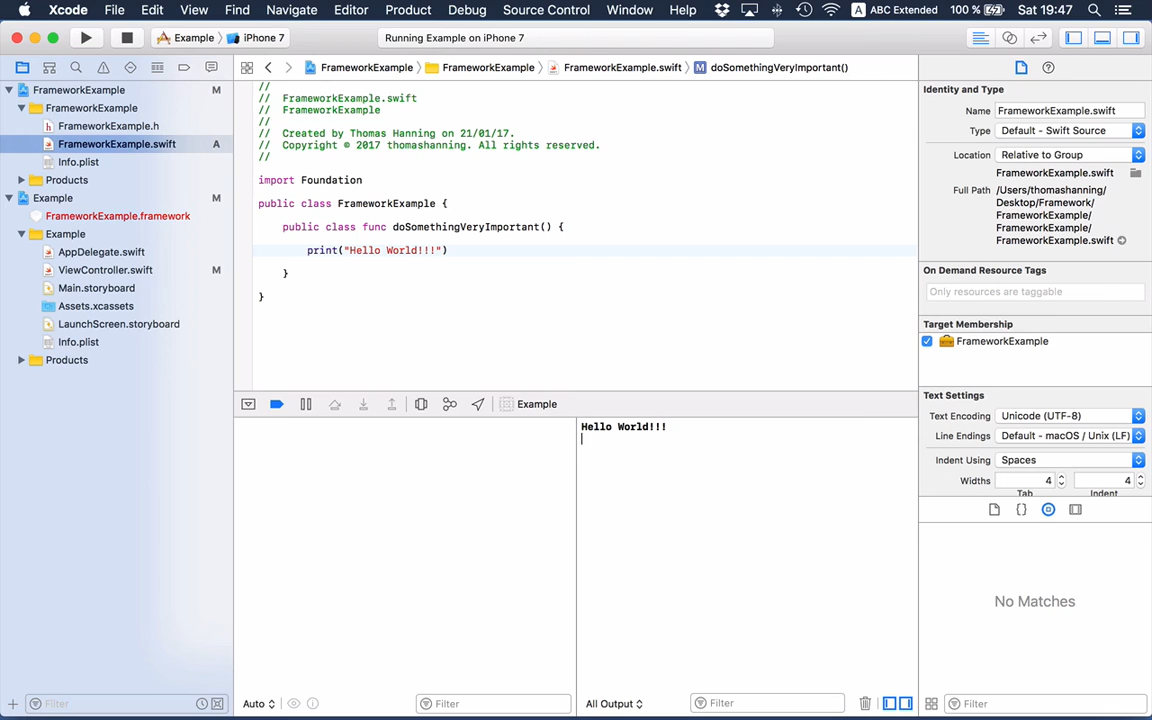 Xcode File Edit View Find Navigate Editor Product Debug Source Control Window Help A ABC Extended 100 % Sat 19:47
Example iPhone 7 Running Example on iPhone 7
FrameworkExample FrameworkExample FrameworkExample.swift M doSomethingVeryImportant()
FrameworkExample M
FrameworkExample
h FrameworkExample.h
FrameworkExample.swift A
Info.plist
Products
Example M
FrameworkExample.framework
Example
AppDelegate.swift
ViewController.swift M
Main.storyboard
Assets.xcassets
LaunchScreen.storyboard
Info.plist
Products
Filter
//
// FrameworkExample.swift
// FrameworkExample
//
// Created by Thomas Hanning on 21/01/17.
// Copyright © 2017 thomashanning. All rights reserved.
//
import Foundation
public class FrameworkExample {
public class func doSomethingVeryImportant() {
print("Hello World!!!")
}
}
Example
Hello World!!!
Auto Filter
All Output Filter
Identity and Type
Name FrameworkExample.swift
Type Default - Swift Source
Location Relative to Group
FrameworkExample.swift
Full Path /Users/thomashanning/
Desktop/Framework/
FrameworkExample/
FrameworkExample/
FrameworkExample.swift
On Demand Resource Tags
Only resources are taggable
Target Membership
FrameworkExample
Text Settings
Text Encoding Unicode (UTF-8)
Line Endings Default - macOS / Unix (LF)
Indent Using Spaces
Widths 4 4
Tab Indent
{}
No Matches
Filter